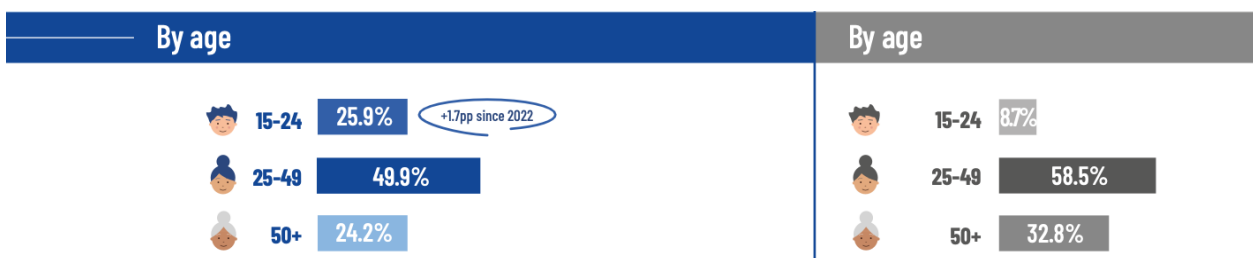 By age
15-24 25.9% +1.7pp since 2022
25-49 49.9%
50+ 24.2%
By age
15-24 8.7%
25-49 58.5%
50+ 32.8%